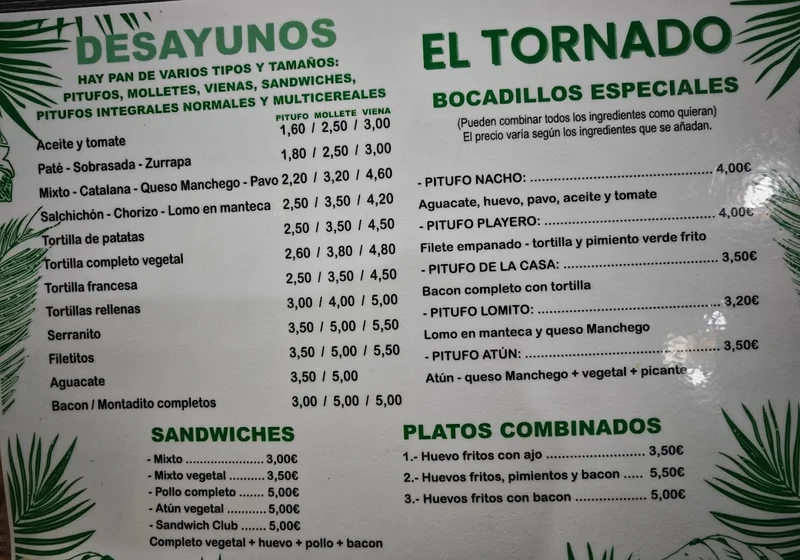 DESAYUNOS
HAY PAN DE VARIOS TIPOS Y TAMAÑOS:
PITUFOS, MOLLETES, VIENAS, SANDWICHES,
PITUFOS INTEGRALES NORMALES Y MULTICEREALES
PITUFO MOLLETE VIENA
Aceite y tomate 1,60 / 2,50 / 3,00
Paté - Sobrasada - Zurrapa 1,80 / 2,50 / 3,00
Mixto - Catalana - Queso Manchego - Pavo 2,20 / 3,20 / 4,60
Salchichón - Chorizo - Lomo en manteca 2,50 / 3,50 / 4,20
Tortilla de patatas 2,50 / 3,50 / 4,50
Tortilla completo vegetal 2,60 / 3,80 / 4,80
Tortilla francesa 2,50 / 3,50 / 4,50
Tortillas rellenas 3,00 / 4,00 / 5,00
Serranito 3,50 / 5,00 / 5,50
Filetitos 3,50 / 5,00 / 5,50
Aguacate 3,50 / 5,00
Bacon / Montadito completos 3,00 / 5,00 / 5,00
SANDWICHES
- Mixto .................... 3,00€
- Mixto vegetal .......... 3,50€
- Pollo completo ....... 5,00€
- Atún vegetal .......... 5,00€
- Sandwich Club ....... 5,00€
Completo vegetal + huevo + pollo + bacon
EL TORNADO
BOCADILLOS ESPECIALES
(Pueden combinar todos los ingredientes como quieran)
El precio varía según los ingredientes que se añadan.
- PITUFO NACHO: .......................................... 4,00€
Aguacate, huevo, pavo, aceite y tomate
- PITUFO PLAYERO: ....................................... 4,00€
Filete empanado - tortilla y pimiento verde frito
- PITUFO DE LA CASA: .................................. 3,50€
Bacon completo con tortilla
- PITUFO LOMITO: .......................................... 3,20€
Lomo en manteca y queso Manchego
- PITUFO ATÚN: ............................................. 3,50€
Atún - queso Manchego + vegetal + picante
PLATOS COMBINADOS
1.- Huevo fritos con ajo ........................ 3,50€
2.- Huevos fritos, pimientos y bacon ..... 5,50€
3.- Huevos fritos con bacon .................. 5,00€